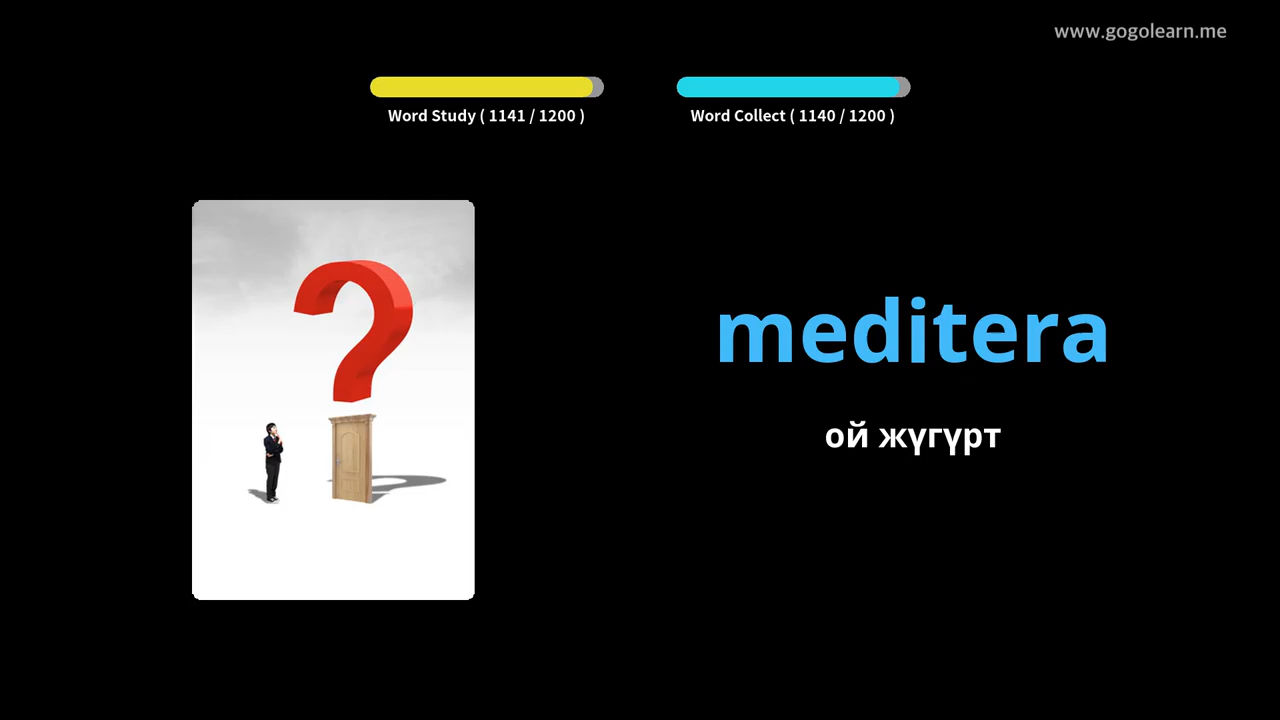 www.gogolearn.me
Word Study ( 1141 / 1200 )
Word Collect ( 1140 / 1200 )
meditera
ой жүгүрт